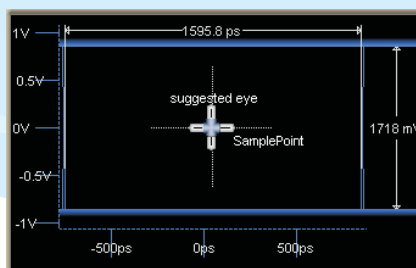 1V
1595.8 ps
0.5V
suggested eye
0V
1718 mV
SamplePoint
-0.5V
-1V
-500ps
0ps
500ps